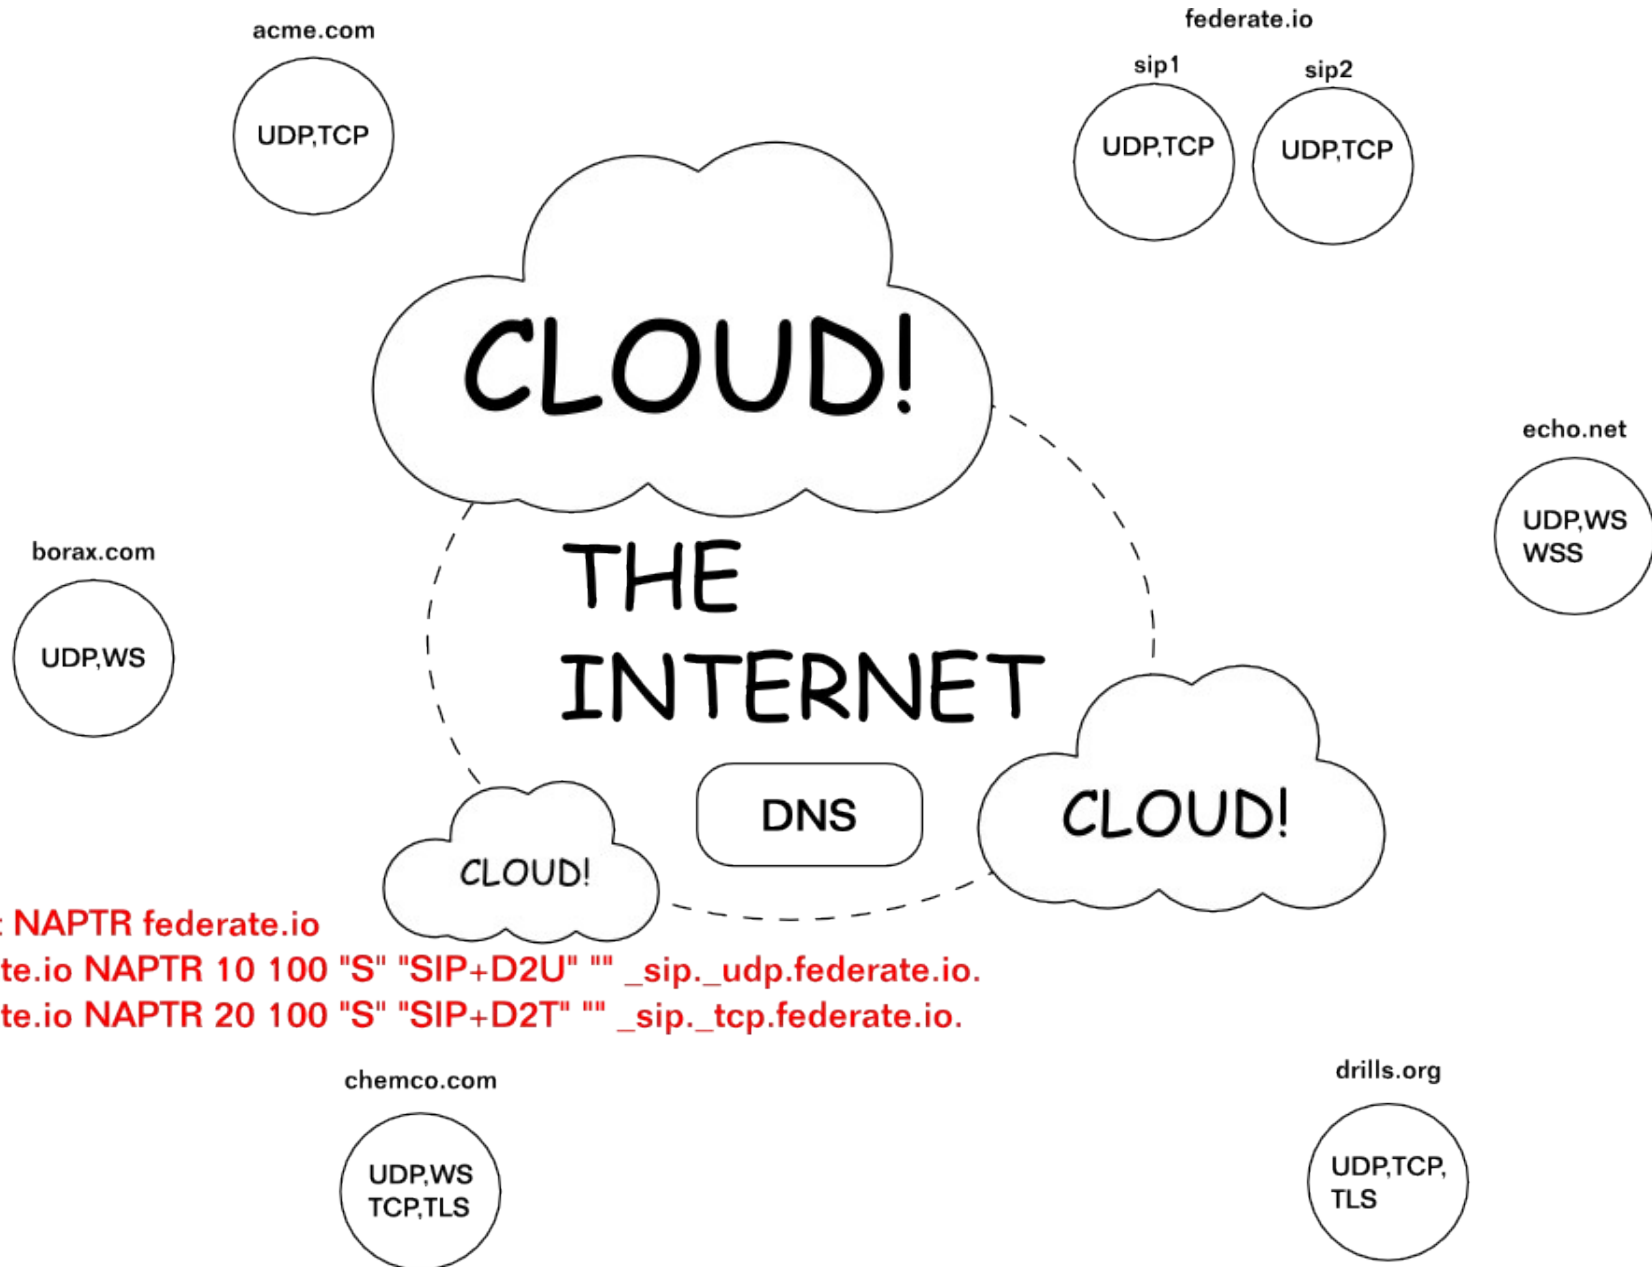 acme.com
UDP,TCP
federate.io
sip1
sip2
UDP,TCP
UDP,TCP
CLOUD!
echo.net
UDP,WS
WSS
THE
INTERNET
borax.com
UDP,WS
DNS
CLOUD!
CLOUD!
NAPTR federate.io
te.io NAPTR 10 100 "S" "SIP+D2U" "" _sip._udp.federate.io.
te.io NAPTR 20 100 "S" "SIP+D2T" "" _sip._tcp.federate.io.
chemco.com
UDP,WS
TCP,TLS
drills.org
UDP,TCP,
TLS